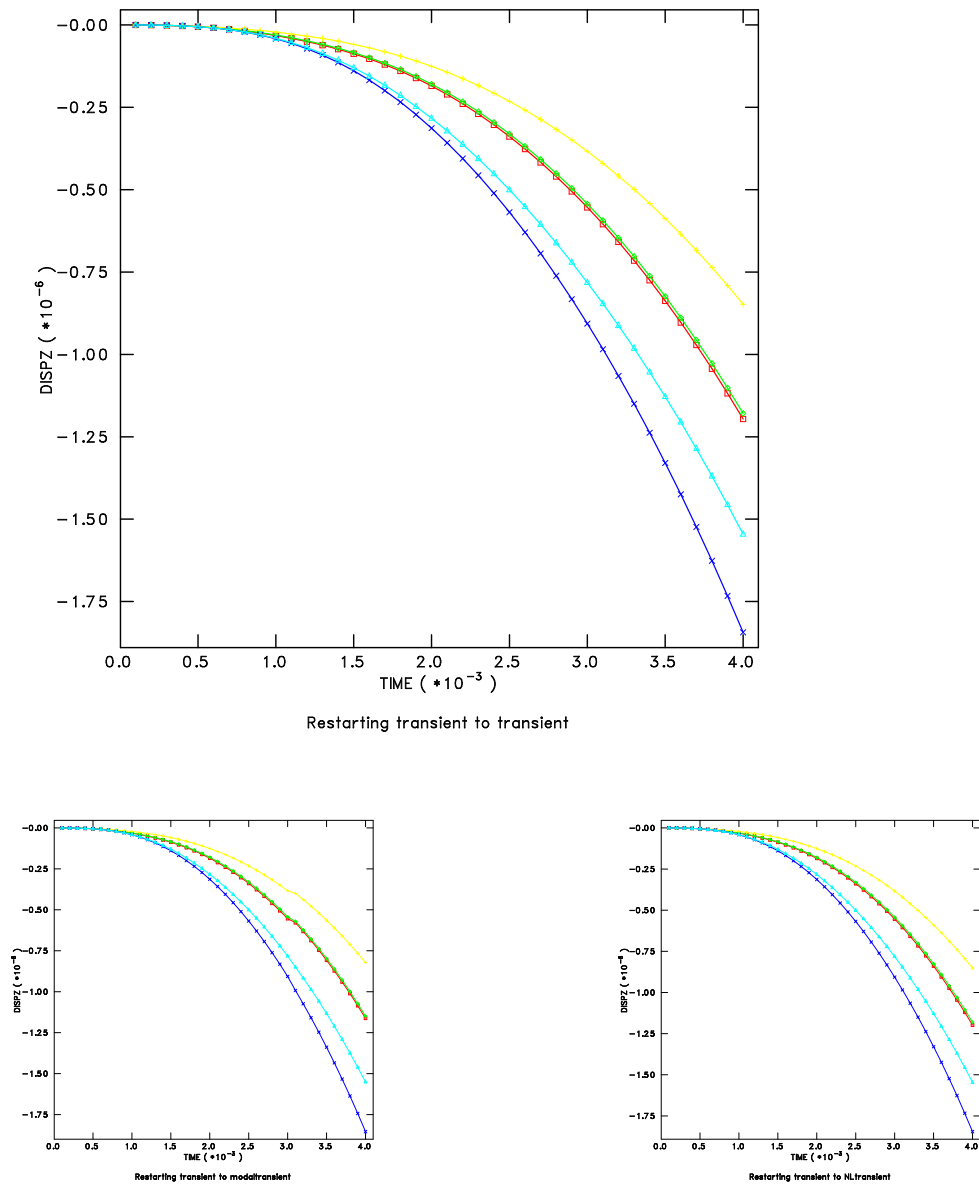 -0.00
-0.25
-0.50
-0.75
-1.00
-1.25
-1.50
-1.75
DISPZ ( *10-6)
0.0 0.5 1.0 1.5 2.0 2.5 3.0 3.5 4.0
TIME ( *10-3)
Restarting transient to transient
-0.00
-0.25
-0.50
-0.75
-1.00
-1.25
-1.50
-1.75
DISPZ ( *10-6)
0.0 0.5 1.0 1.5 2.0 2.5 3.0 3.5 4.0
TIME ( *10-3)
Restarting transient to modaltransient
-0.00
-0.25
-0.50
-0.75
-1.00
-1.25
-1.50
-1.75
DISPZ ( *10-6)
0.0 0.5 1.0 1.5 2.0 2.5 3.0 3.5 4.0
TIME ( *10-3)
Restarting transient to NLtransient